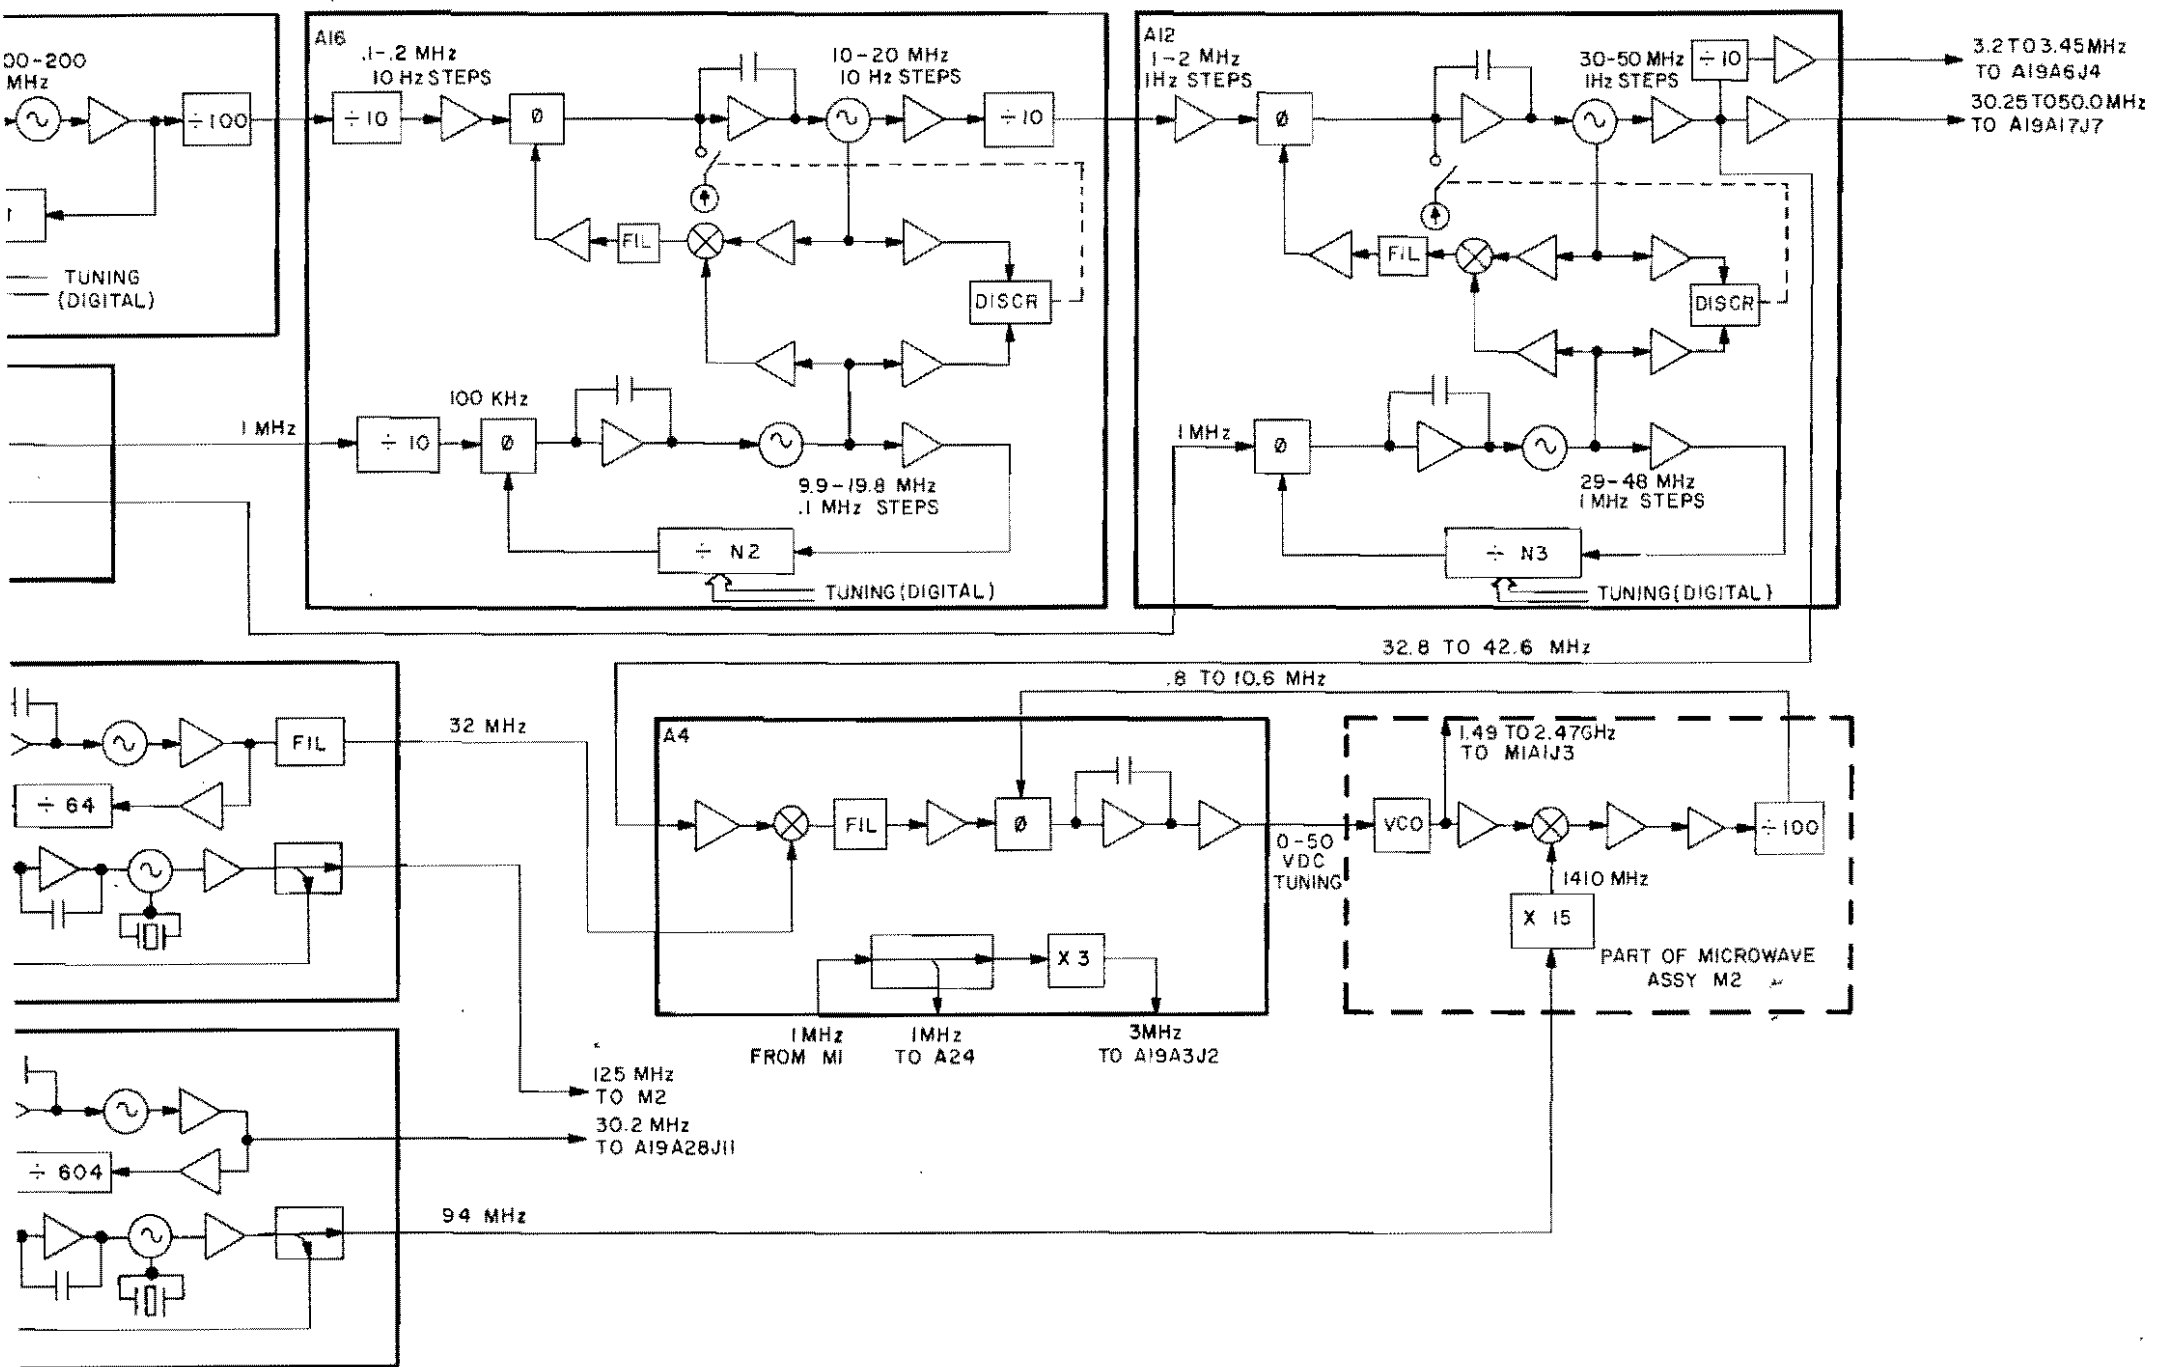 00-200
MHz
÷100
TUNING
(DIGITAL)
A16
.1-.2 MHz
10 Hz STEPS
÷ 10
Ø
10-20 MHz
10 Hz STEPS
÷ 10
FIL
DISCR
1 MHz
÷ 10
100 KHz
Ø
9.9-19.8 MHz
.1 MHz STEPS
÷ N2
TUNING(DIGITAL)
A12
1-2 MHz
1Hz STEPS
Ø
30-50 MHz
1Hz STEPS
÷10
3.2 TO 3.45MHz
TO A19A6J4
30.25 TO 50.0MHz
TO A19A17J7
FIL
DISCR
1MHz
Ø
29-48 MHz
1 MHz STEPS
÷ N3
TUNING(DIGITAL)
32.8 TO 42.6 MHz
.8 TO 10.6 MHz
FIL
32 MHz
÷ 64
A4
FIL
Ø
0-50
VDC
TUNING
X 3
1MHz
FROM M1
1MHz
TO A24
3MHz
TO A19A3J2
1.49 TO 2.47GHz
TO M1A1J3
VCO
÷100
1410 MHz
X 15
PART OF MICROWAVE
ASSY M2
125 MHz
TO M2
30.2 MHz
TO A19A28J11
÷ 604
94 MHz